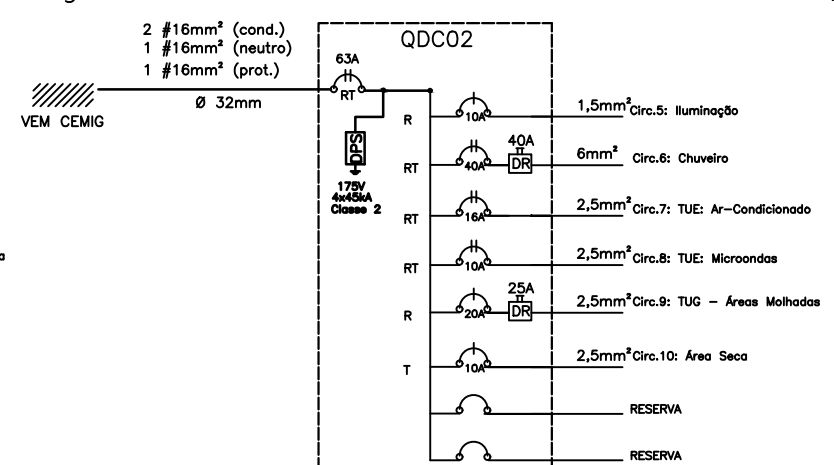 2 #16mm² (cond.)
1 #16mm² (neutro)
1 #16mm² (prot.)
Ø 32mm
VEM CEMIG
QDC02
63A
RT
DPS
175V
4x45kA
Classe 2
R
10A
1,5mm² Circ.5: Iluminação
RT
40A
40A
DR
6mm² Circ.6: Chuveiro
RT
16A
2,5mm² Circ.7: TUE: Ar-Condicionado
RT
10A
2,5mm² Circ.8: TUE: Microondas
R
20A
25A
DR
2,5mm² Circ.9: TUG - Áreas Molhadas
T
10A
2,5mm² Circ.10: Área Seca
RESERVA
RESERVA